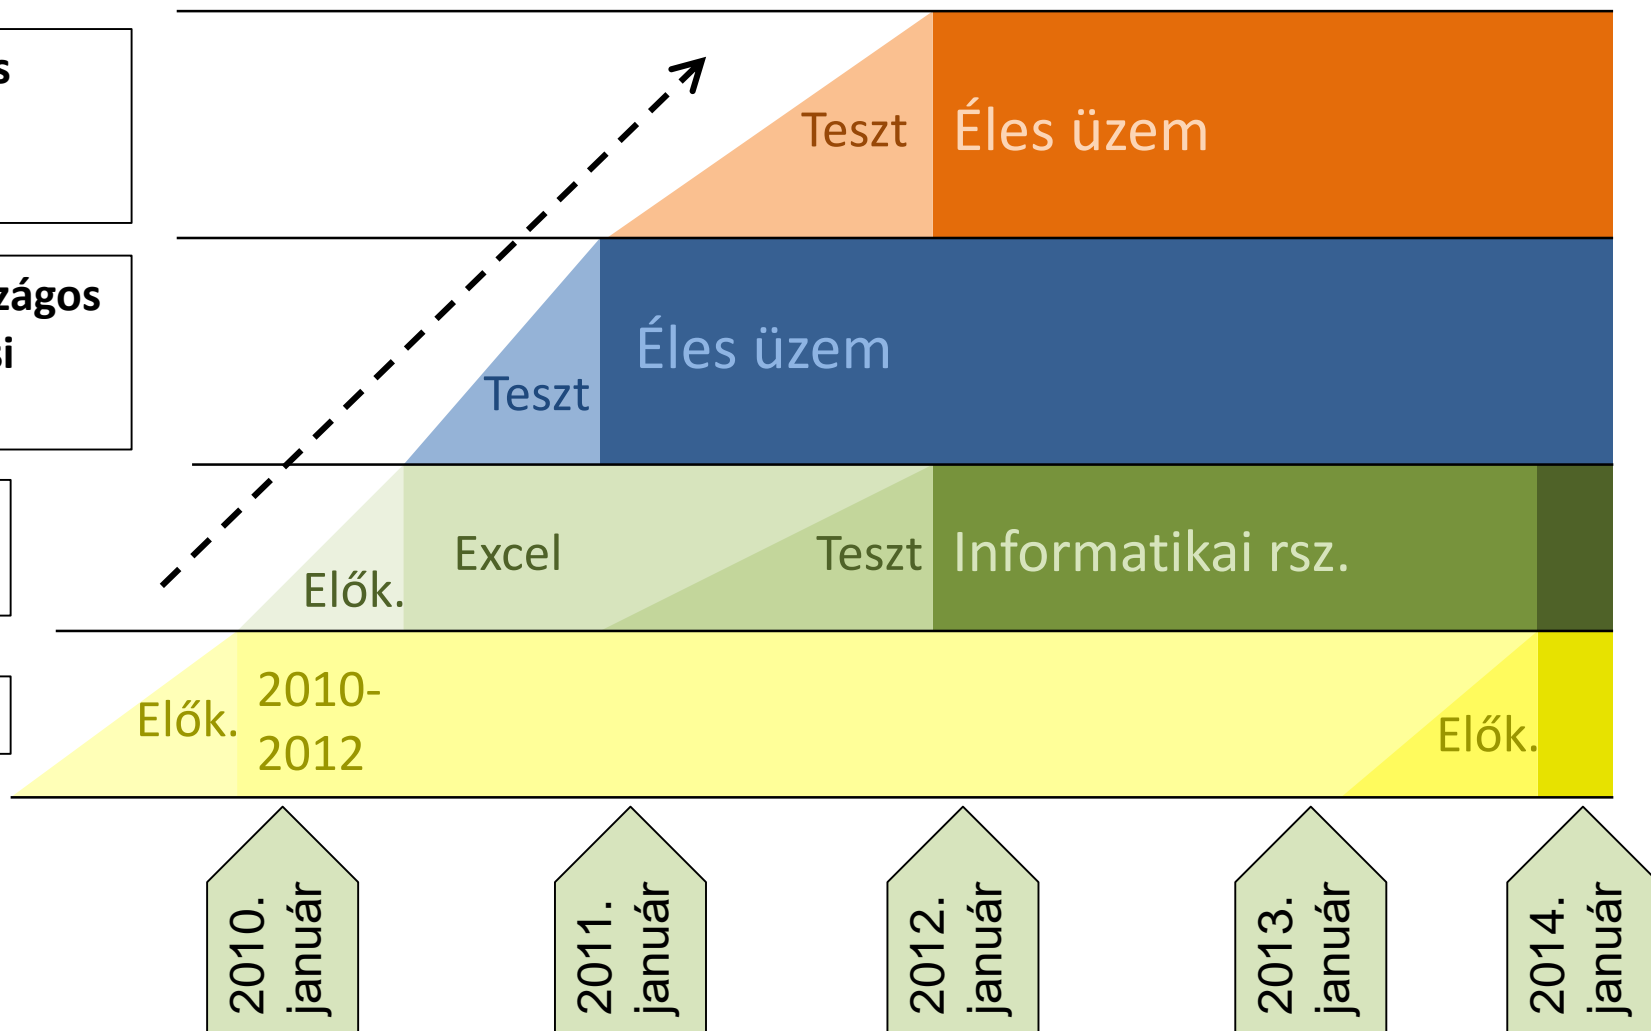 s
Teszt
Éles üzem
zágos
si
Éles üzem
Teszt
Excel
Teszt
Informatikai rsz.
Elők.
2010-
2012
Elők.
Elők.
2010.
január
2011.
január
2012.
január
2013.
január
2014.
január